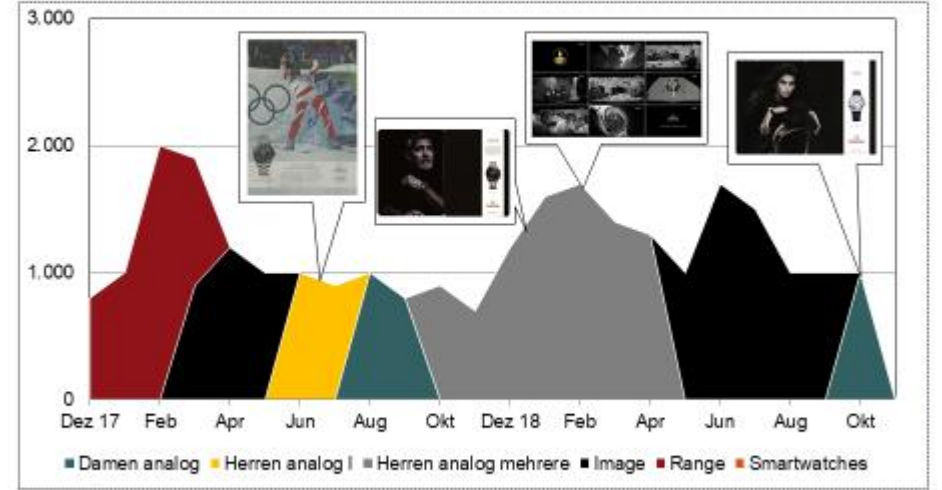 3.000
2.000
1.000
0
Dez 17 Feb Apr Jun Aug Okt Dez 18 Feb Apr Jun Aug Okt
Damen analog Herren analog I Herren analog mehrere Image Range Smartwatches